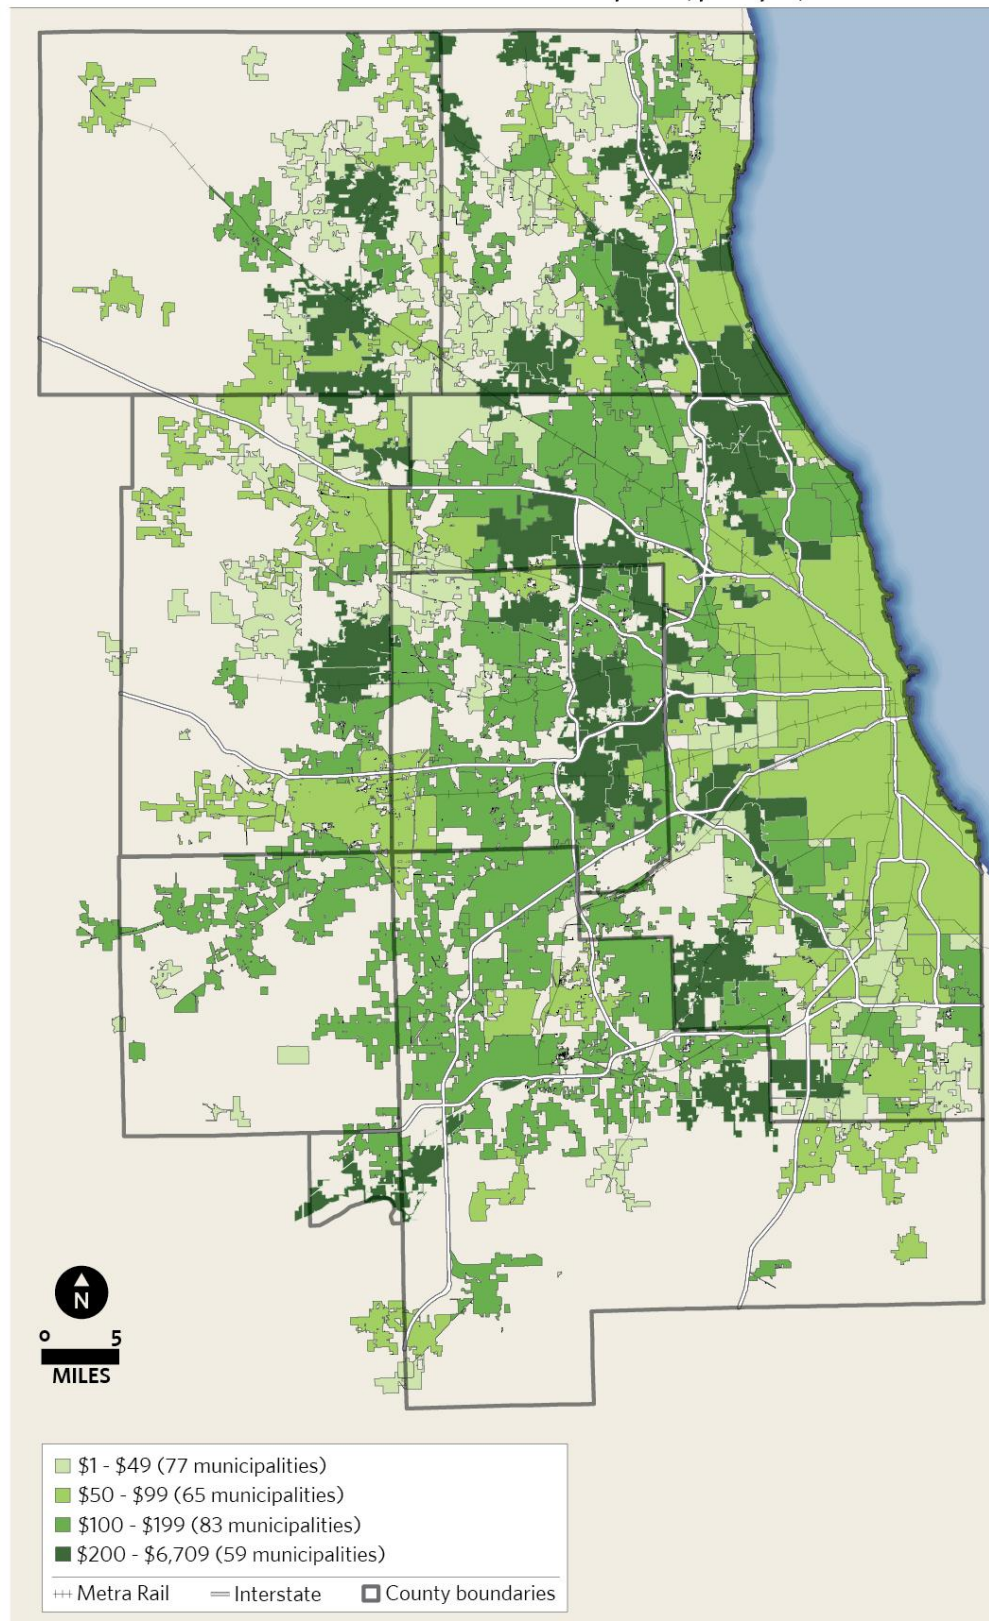 N
0 5
MILES
$1 - $49 (77 municipalities)
$50 - $99 (65 municipalities)
$100 - $199 (83 municipalities)
$200 - $6,709 (59 municipalities)
Metra Rail Interstate County boundaries